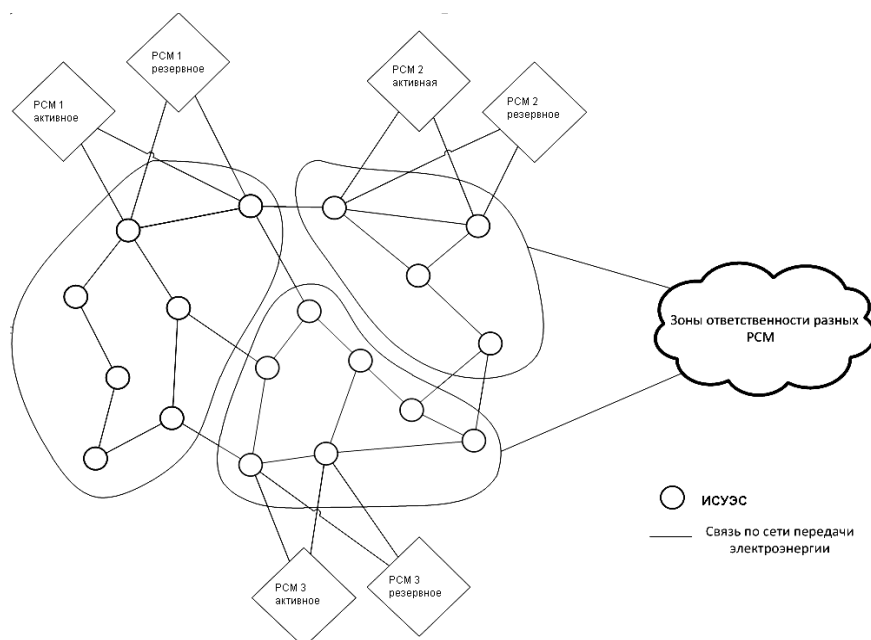 РСМ 1
резервное
РСМ 1
активное
РСМ 2
активная
РСМ 2
резервное
Зоны ответственности разных
РСМ
ИСУЭС
Связь по сети передачи
электроэнергии
РСМ 3
активное
РСМ 3
резервное